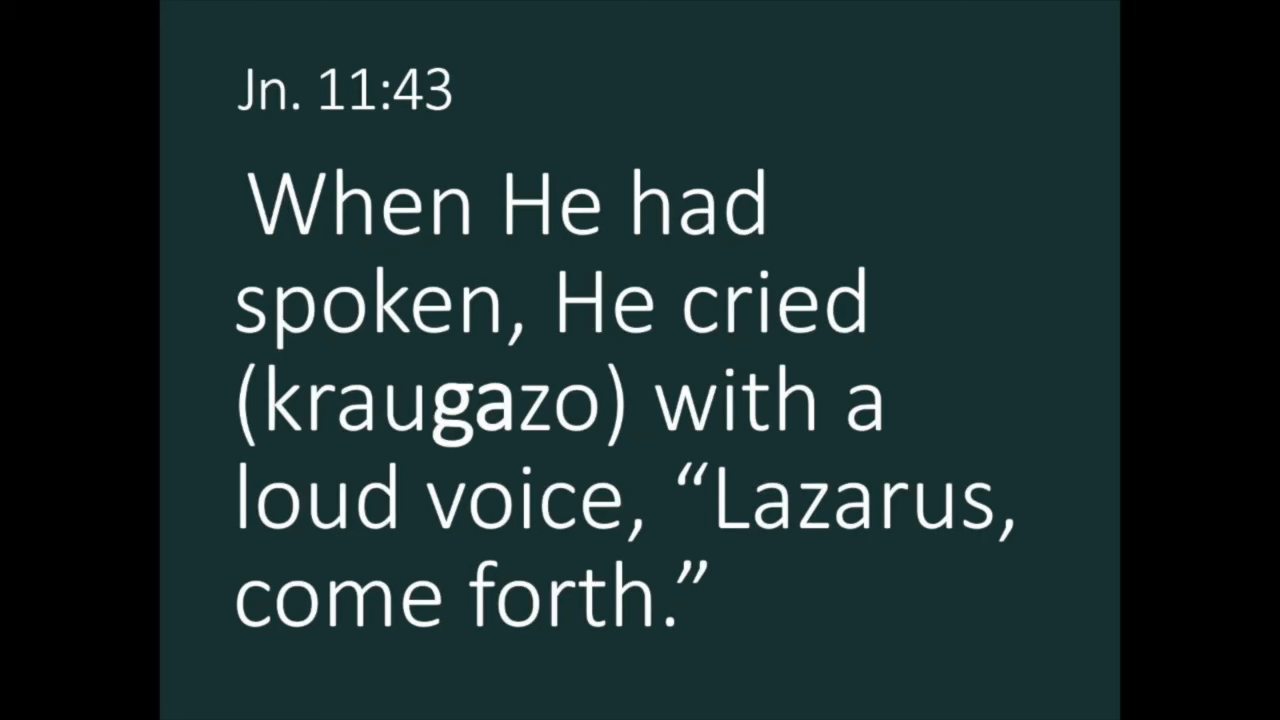 Jn. 11:43
When He had
spoken, He cried
(kraugazo) with a
loud voice, “Lazarus,
come forth.”